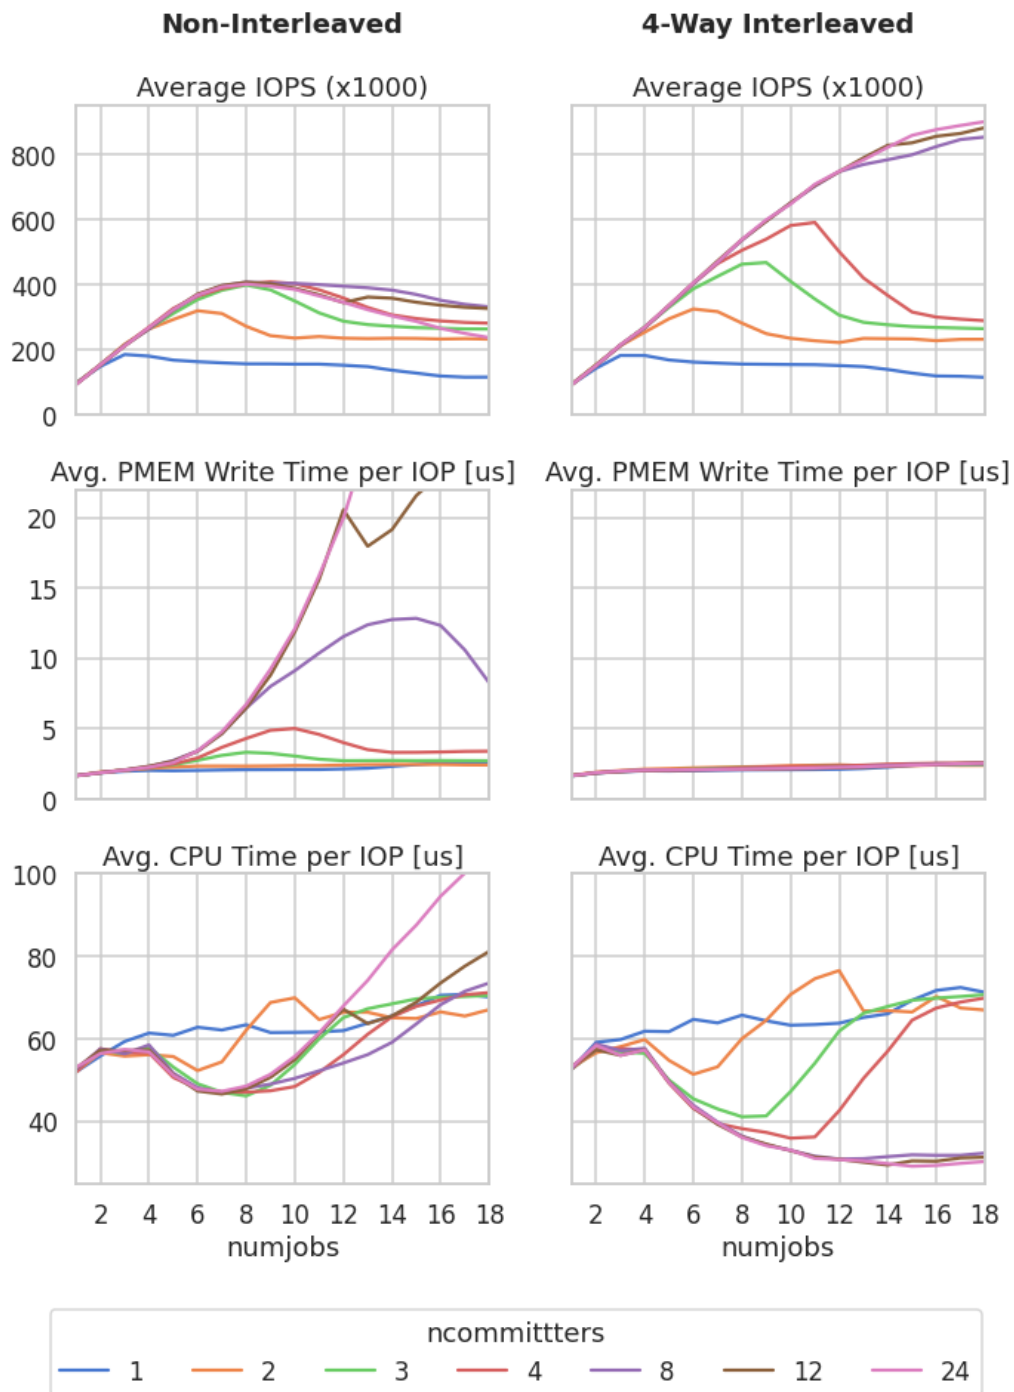 Non-Interleaved
4-Way Interleaved
Average IOPS (x1000)
Average IOPS (x1000)
800
600
400
200
0
Avg. PMEM Write Time per IOP [us]
Avg. PMEM Write Time per IOP [us]
20
15
10
5
0
Avg. CPU Time per IOP [us]
Avg. CPU Time per IOP [us]
100
80
60
40
2 4 6 8 10 12 14 16 18
2 4 6 8 10 12 14 16 18
numjobs
numjobs
ncommittters
1 2 3 4 8 12 24